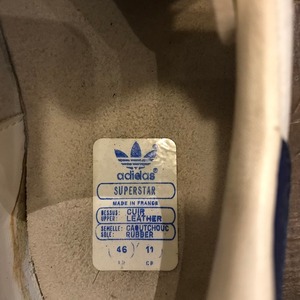 adidas
SUPERSTAR
MADE IN FRANCE
DESSUS: CUIR
UPPER: LEATHER
SEMELLE: CAOUTCHOUC
SOLE: RUBBER
46 11